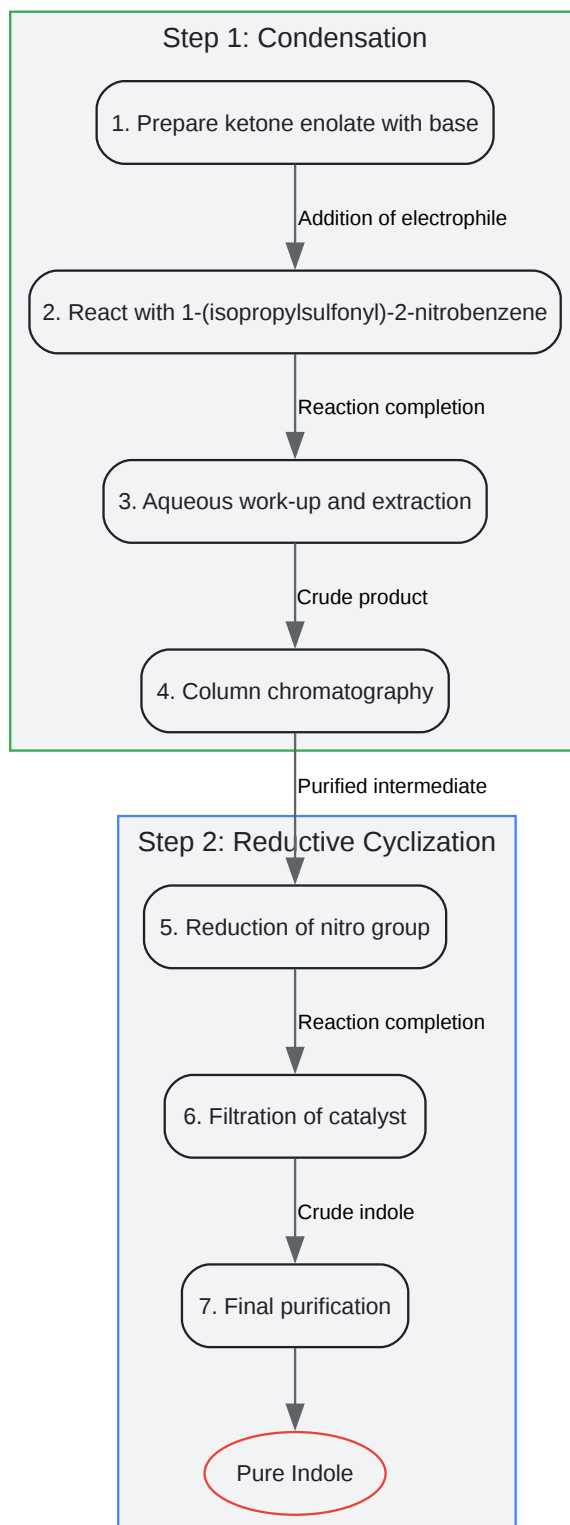 Step 1: Condensation
1. Prepare ketone enolate with base
Addition of electrophile
2. React with 1-(isopropylsulfonyl)-2-nitrobenzene
Reaction completion
3. Aqueous work-up and extraction
Crude product
4. Column chromatography
Purified intermediate
Step 2: Reductive Cyclization
5. Reduction of nitro group
Reaction completion
6. Filtration of catalyst
Crude indole
7. Final purification
Pure Indole